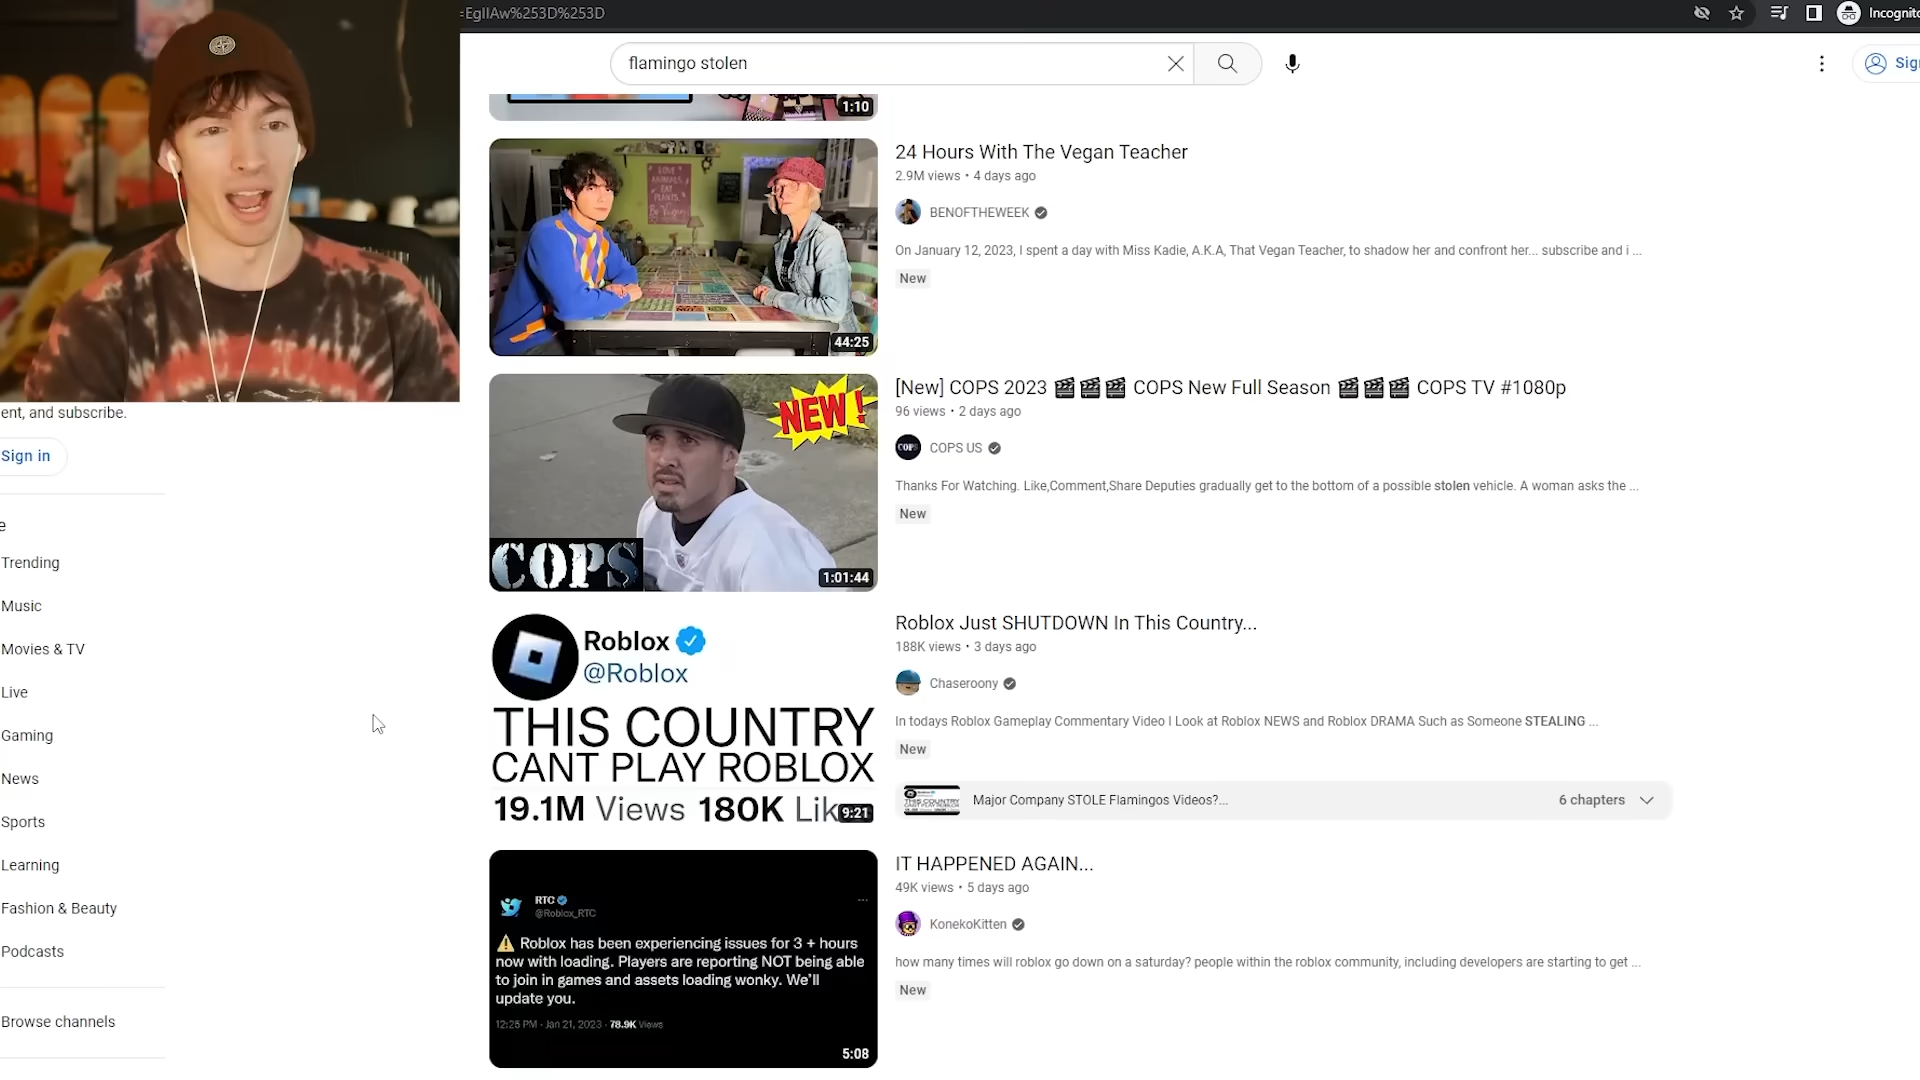 =EgIIAw%253D%253D
Incognito
flamingo stolen
Sign
1:10
24 Hours With The Vegan Teacher
2.9M views • 4 days ago
BENOFTHEWEEK
On January 12, 2023, I spent a day with Miss Kadie, A.K.A, That Vegan Teacher, to shadow her and confront her... subscribe and i ...
New
LOVE
ANIMALS,
EAT
PLANTS,
Be Vegan
44:25
[New] COPS 2023 🎬🎬🎬 COPS New Full Season 🎬🎬🎬 COPS TV #1080p
96 views • 2 days ago
COPS US
Thanks For Watching. Like,Comment,Share Deputies gradually get to the bottom of a possible stolen vehicle. A woman asks the ...
New
NEW!
COPS
1:01:44
Roblox
@Roblox
THIS COUNTRY
CANT PLAY ROBLOX
19.1M Views 180K Lik
9:21
Roblox Just SHUTDOWN In This Country...
188K views • 3 days ago
Chaseroony
In todays Roblox Gameplay Commentary Video I Look at Roblox NEWS and Roblox DRAMA Such as Someone STEALING ...
New
Major Company STOLE Flamingos Videos?...
6 chapters
RTC
@Roblox_RTC
⚠ Roblox has been experiencing issues for 3 + hours
now with loading. Players are reporting NOT being able
to join in games and assets loading wonky. We'll
update you.
12:25 PM · Jan 21, 2023 · 78.9K Views
5:08
IT HAPPENED AGAIN...
49K views • 5 days ago
KonekoKitten
how many times will roblox go down on a saturday? people within the roblox community, including developers are starting to get ...
New
ent, and subscribe.
Sign in
e
Trending
Music
Movies & TV
Live
Gaming
News
Sports
Learning
Fashion & Beauty
Podcasts
Browse channels